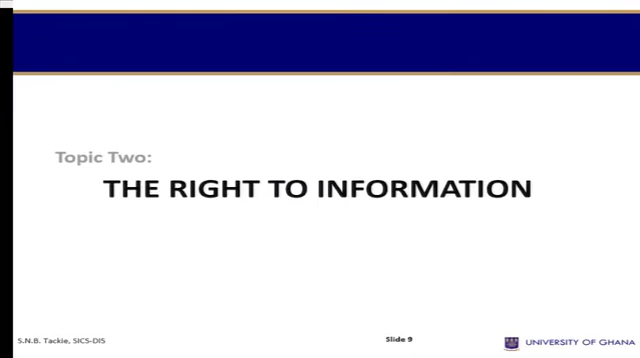 Topic Two:
THE RIGHT TO INFORMATION
S.N.B. Tackie, SICS-DIS
Slide 9
UNIVERSITY OF GHANA